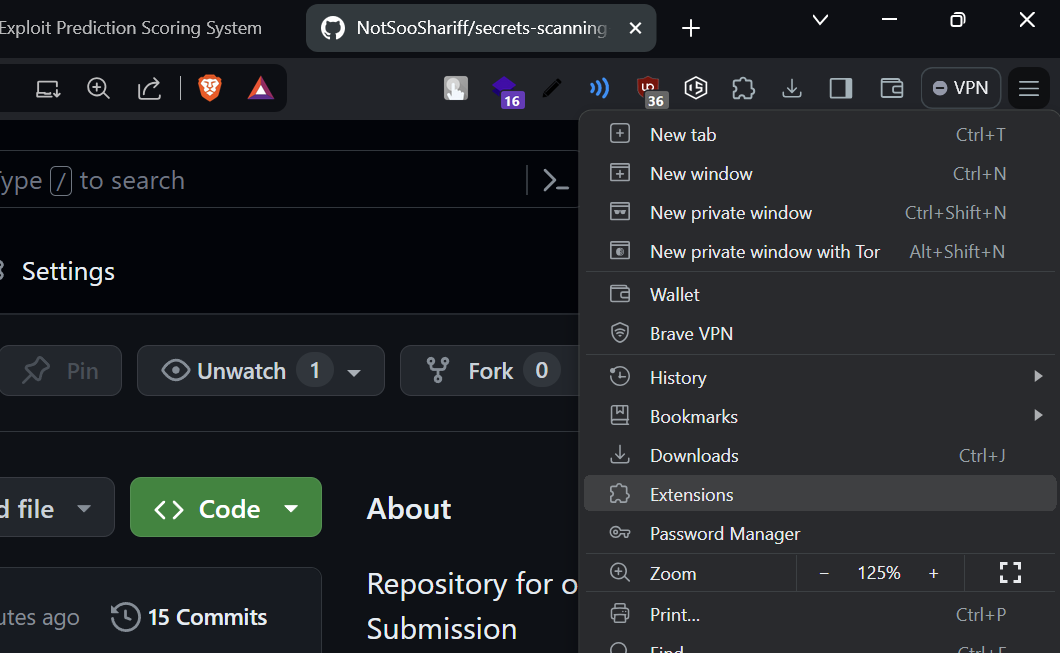 Exploit Prediction Scoring System
NotSooShariff/secrets-scanning
16
36
VPN
New tab Ctrl+T
Type / to search
New window Ctrl+N
New private window Ctrl+Shift+N
New private window with Tor Alt+Shift+N
Settings
Wallet
Brave VPN
Pin
Unwatch 1
Fork 0
History
Bookmarks
Downloads Ctrl+J
Extensions
file
Code
About
Password Manager
Zoom - 125% +
Repository for
Submission
15 Commits
ago
Print... Ctrl+P
Find... Ctrl+F